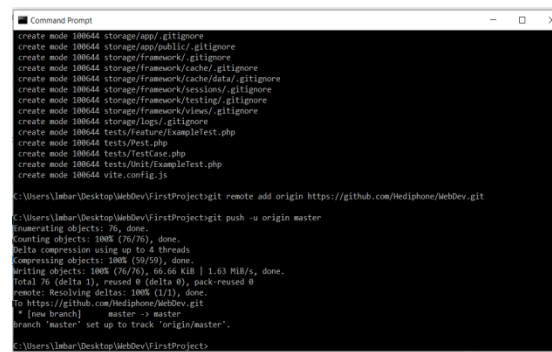 Command Prompt
create mode 100644 storage/app/.gitignore
create mode 100644 storage/app/public/.gitignore
create mode 100644 storage/framework/.gitignore
create mode 100644 storage/framework/cache/.gitignore
create mode 100644 storage/framework/cache/data/.gitignore
create mode 100644 storage/framework/sessions/.gitignore
create mode 100644 storage/framework/testing/.gitignore
create mode 100644 storage/framework/views/.gitignore
create mode 100644 storage/logs/.gitignore
create mode 100644 tests/Feature/ExampleTest.php
create mode 100644 tests/Pest.php
create mode 100644 tests/TestCase.php
create mode 100644 tests/Unit/ExampleTest.php
create mode 100644 vite.config.js
C:\Users\lmbar\Desktop\WebDev\FirstProject>git remote add origin https://github.com/Hediphone/WebDev.git
C:\Users\lmbar\Desktop\WebDev\FirstProject>git push -u origin master
Enumerating objects: 76, done.
Counting objects: 100% (76/76), done.
Delta compression using up to 4 threads
Compressing objects: 100% (59/59), done.
Writing objects: 100% (76/76), 66.66 KiB | 1.63 MiB/s, done.
Total 76 (delta 1), reused 0 (delta 0), pack-reused 0
remote: Resolving deltas: 100% (1/1), done.
To https://github.com/Hediphone/WebDev.git
* [new branch] master -> master
branch 'master' set up to track 'origin/master'.
C:\Users\lmbar\Desktop\WebDev\FirstProject>